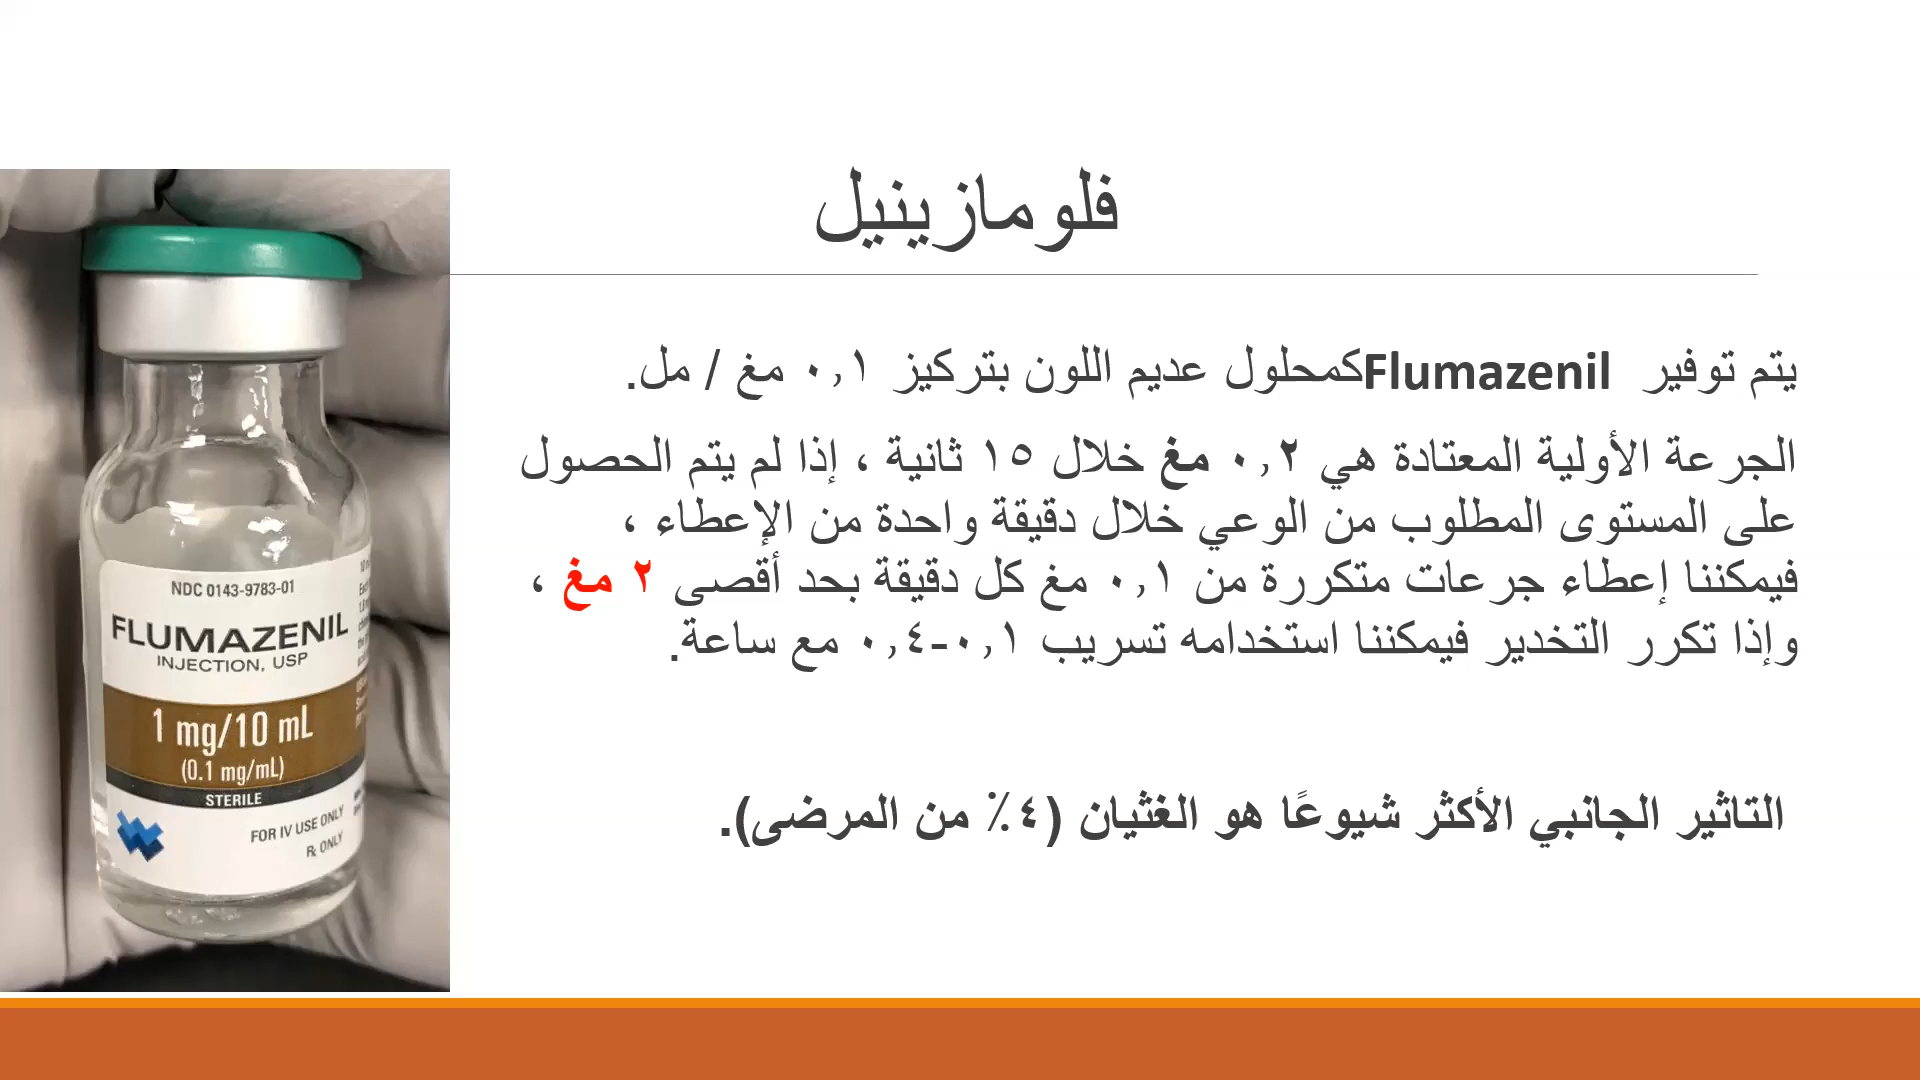 فلومازينيل
يتم توفير Flumazenilكمحلول عديم اللون بتركيز ٠٫١ مغ / مل.
الجرعة الأولية المعتادة هي ٠٫٢ مغ خلال ١٥ ثانية ، إذا لم يتم الحصول
على المستوى المطلوب من الوعي خلال دقيقة واحدة من الإعطاء ،
فيمكننا إعطاء جرعات متكررة من ٠٫١ مغ كل دقيقة بحد أقصى ٢ مغ ،
وإذا تكرر التخدير فيمكننا استخدامه تسريب ٠٫١-٠٫٤ مع ساعة.
التاثير الجانبي الأكثر شيوعًا هو الغثيان (٤٪ من المرضى).
NDC 0143-9783-01
FLUMAZENIL
INJECTION, USP
1 mg/10 mL
(0.1 mg/mL)
STERILE
FOR IV USE ONLY
Rx ONLY